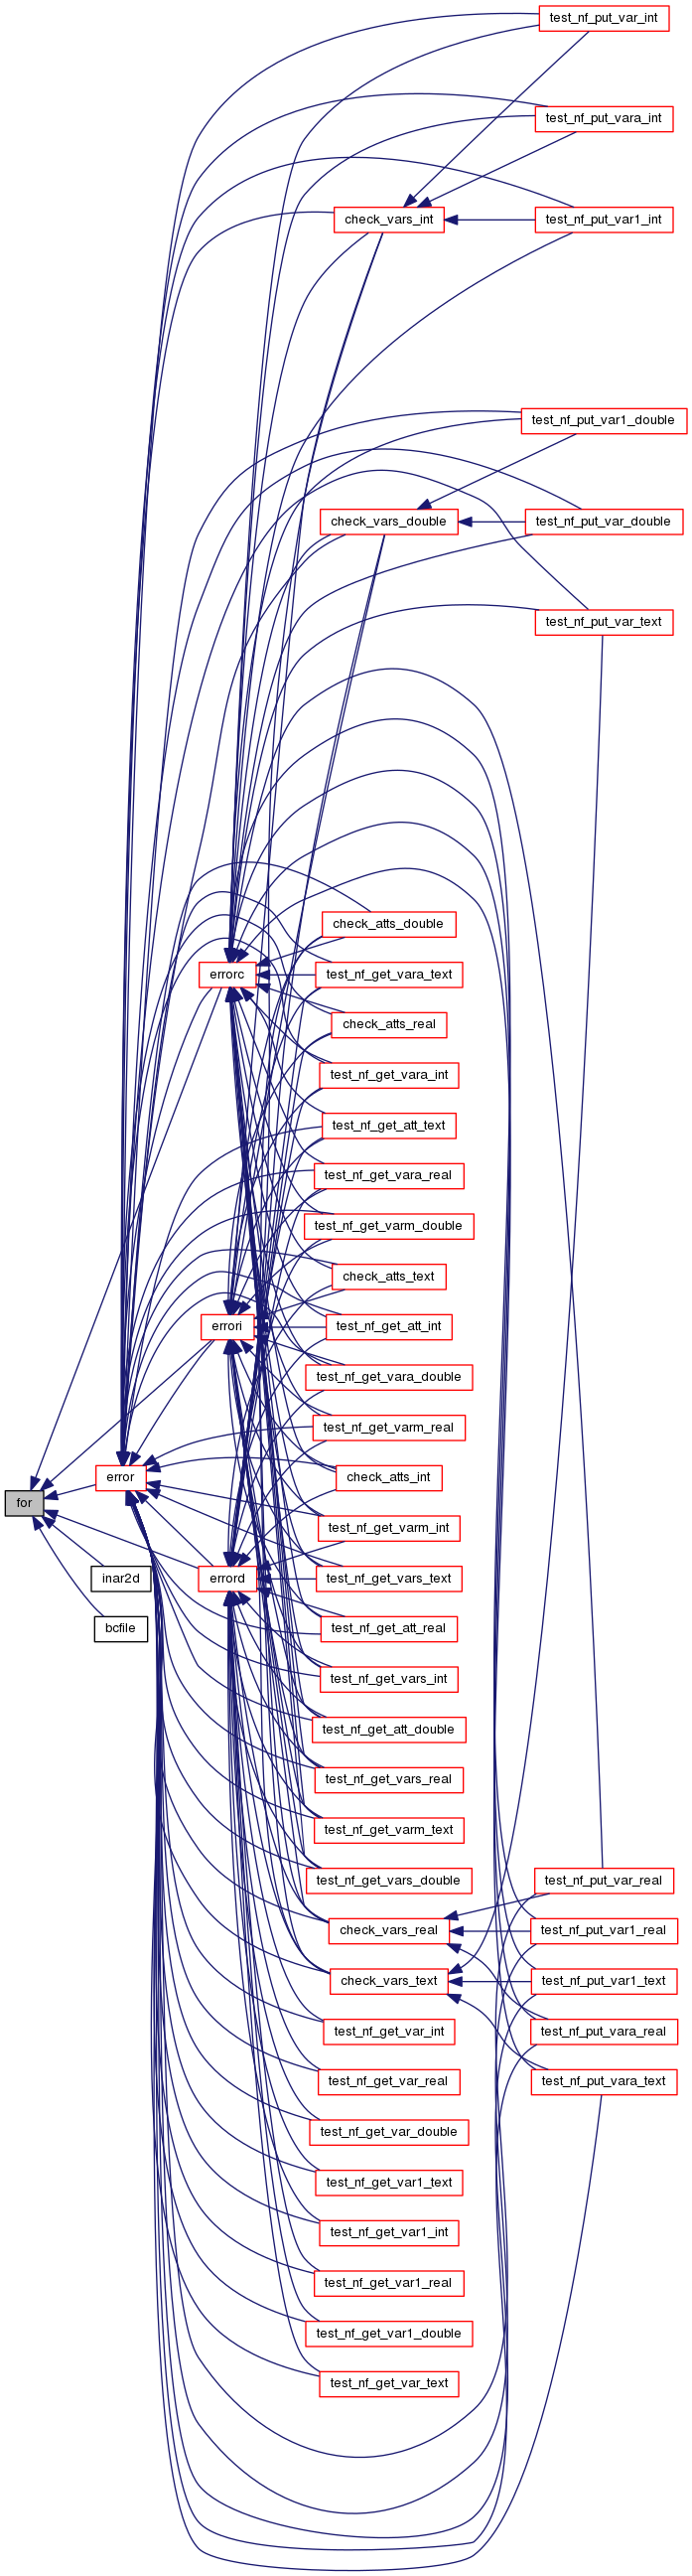 test_nf_put_var_int
test_nf_put_vara_int
check_vars_int
test_nf_put_var1_int
test_nf_put_var1_double
check_vars_double
test_nf_put_var_double
test_nf_put_var_text
check_atts_double
errorc
test_nf_get_vara_text
check_atts_real
test_nf_get_vara_int
test_nf_get_att_text
test_nf_get_vara_real
test_nf_get_varm_double
check_atts_text
errori
test_nf_get_att_int
test_nf_get_vara_double
test_nf_get_varm_real
error
check_atts_int
for
test_nf_get_varm_int
inar2d
errord
test_nf_get_vars_text
bcfile
test_nf_get_att_real
test_nf_get_vars_int
test_nf_get_att_double
test_nf_get_vars_real
test_nf_get_varm_text
test_nf_get_vars_double
test_nf_put_var_real
check_vars_real
test_nf_put_var1_real
check_vars_text
test_nf_put_var1_text
test_nf_get_var_int
test_nf_put_vara_real
test_nf_get_var_real
test_nf_put_vara_text
test_nf_get_var_double
test_nf_get_var1_text
test_nf_get_var1_int
test_nf_get_var1_real
test_nf_get_var1_double
test_nf_get_var_text